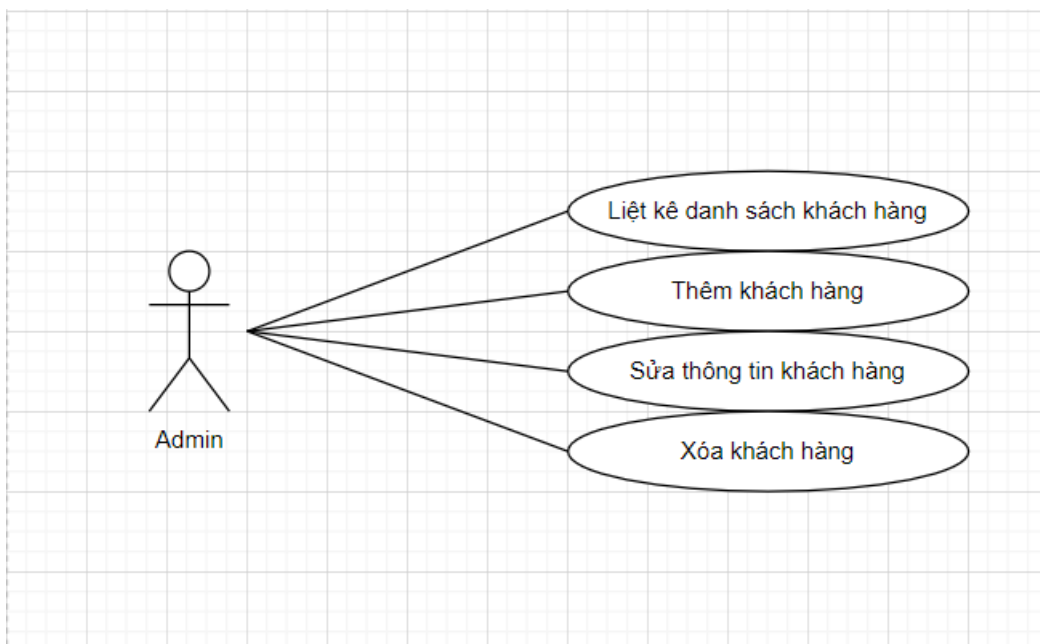 Liệt kê danh sách khách hàng
Thêm khách hàng
Sửa thông tin khách hàng
Xóa khách hàng
Admin